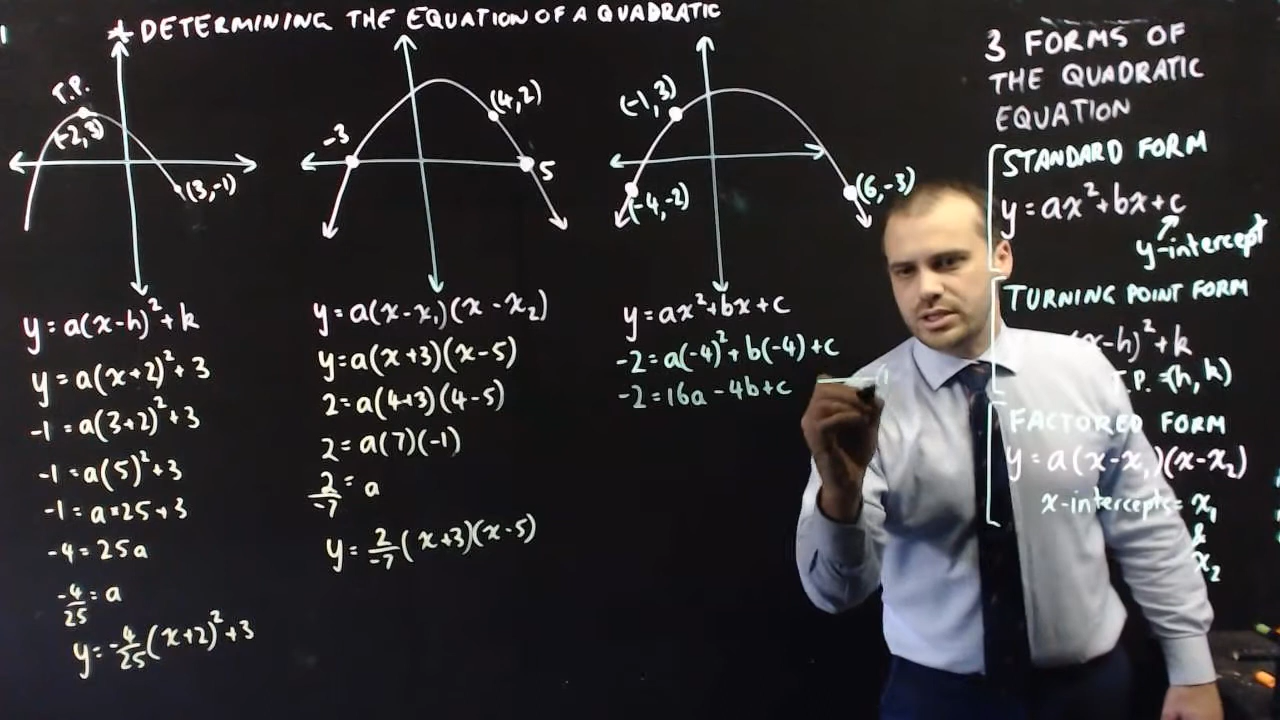 * DETERMINING THE EQUATION OF A QUADRATIC
T.P.
(-2,3)
(3,-1)
y=a(x-h)²+k
y=a(x+2)²+3
-1=a(3+2)²+3
-1=a(5)²+3
-1=a×25+3
-4=25a
-4/25=a
y=-4/25(x+2)²+3
-3
(4,2)
5
y=a(x-x₁)(x-x₂)
y=a(x+3)(x-5)
2=a(4+3)(4-5)
2=a(7)(-1)
2/-7=a
y=2/-7(x+3)(x-5)
(-1,3)
(-4,-2)
(6,-3)
y=ax²+bx+c
-2=a(-4)²+b(-4)+c
-2=16a-4b+c
3 FORMS OF
THE QUADRATIC
EQUATION
STANDARD FORM
y=ax²+bx+c
y-intercept
TURNING POINT FORM
(x-h)²+k
T.P.=(h,k)
FACTORED FORM
y=a(x-x₁)(x-x₂)
x-intercepts=x₁
&
x₂